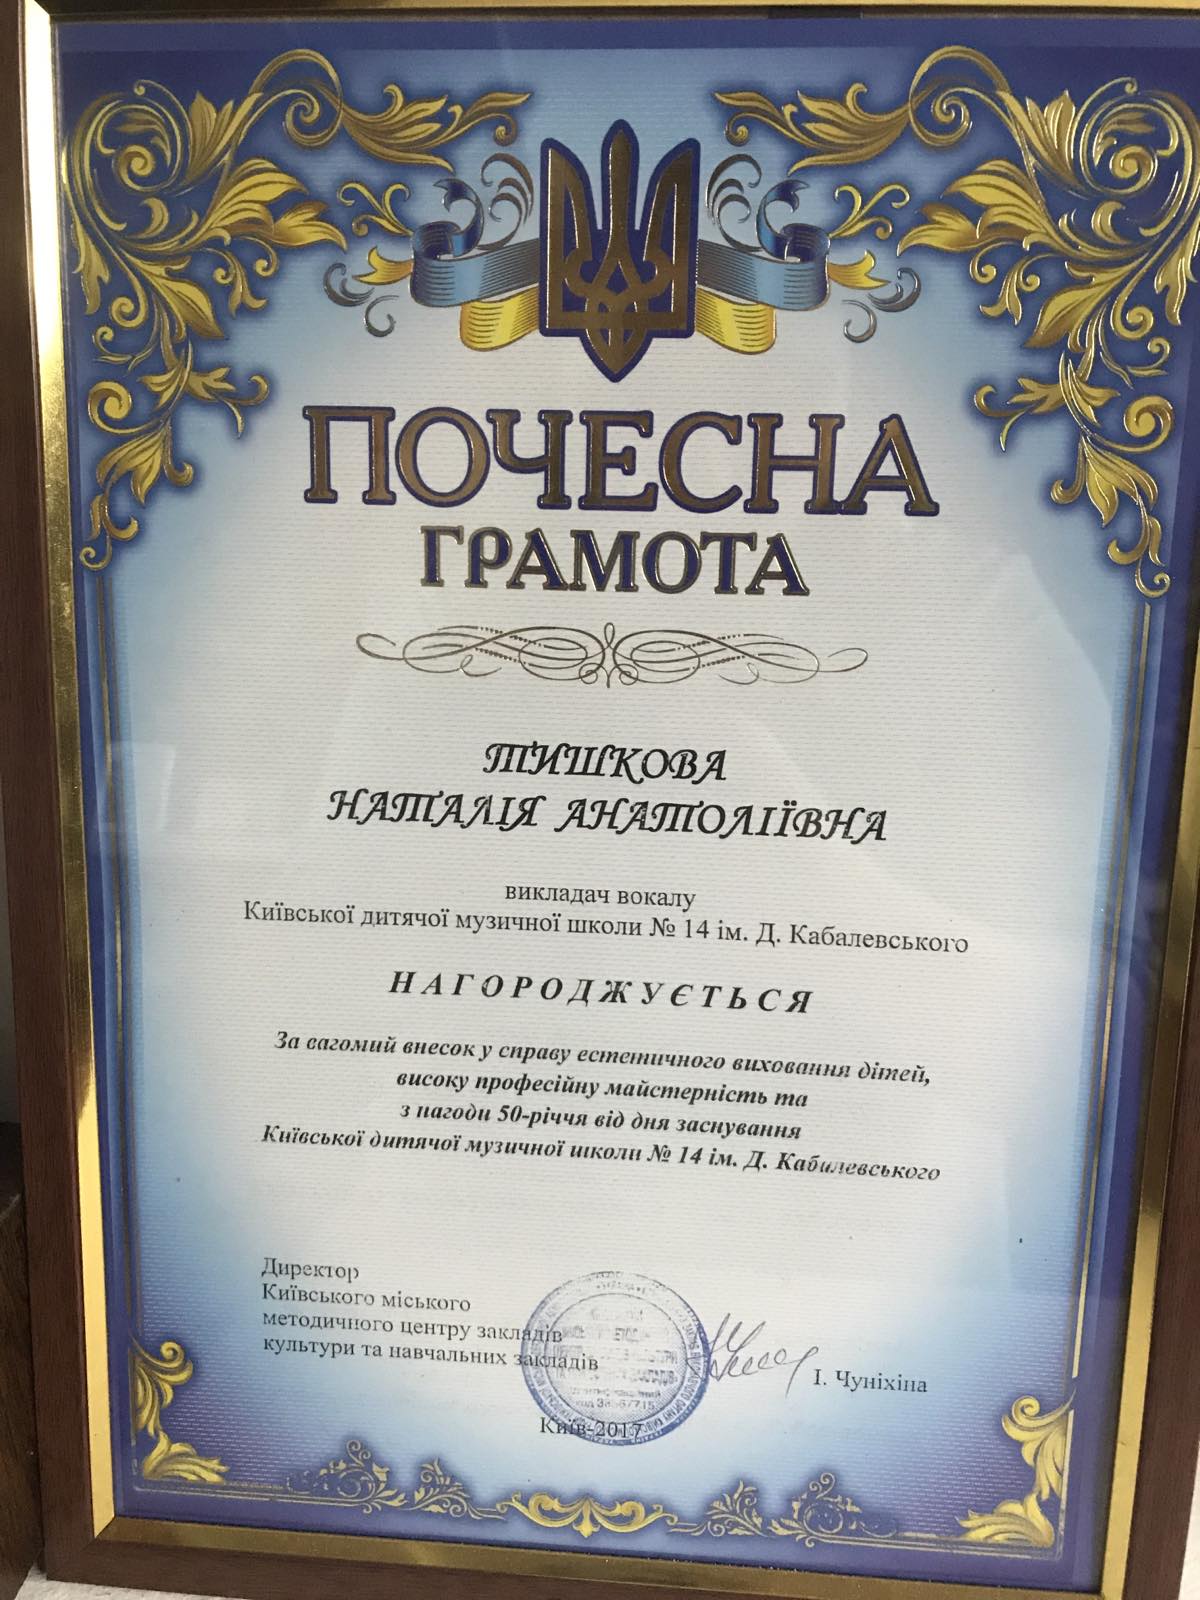 ПОЧЕСНА
ГРАМОТА
ТИШКОВА
НАТАЛІЯ АНАТОЛІЇВНА
викладач вокалу
Київської дитячої музичної школи № 14 ім. Д. Кабалевського
НАГОРОДЖУЄТЬСЯ
За вагомий внесок у справу естетичного виховання дітей,
високу професійну майстерність та
з нагоди 50-річчя від дня заснування
Київської дитячої музичної школи № 14 ім. Д. Кабалевського
Директор
Київського міського
методичного центру закладів
культури та навчальних закладів
І. Чуніхіна
Київ-2017